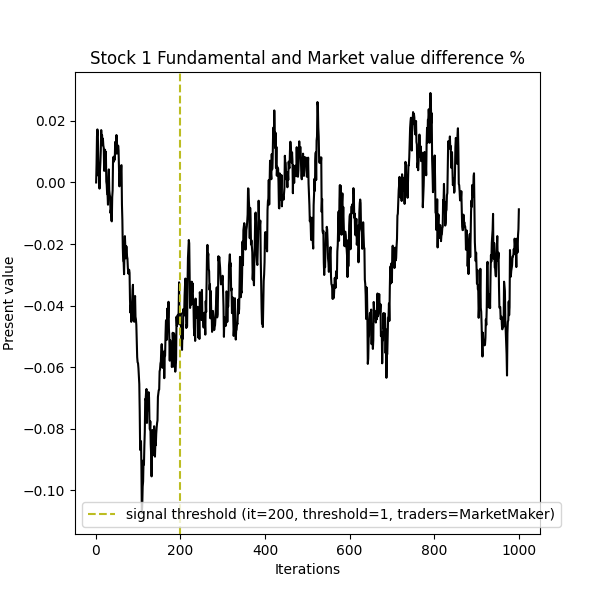 Stock 1 Fundamental and Market value difference %
Present value
0.02
0.00
−0.02
−0.04
−0.06
−0.08
−0.10
signal threshold (it=200, threshold=1, traders=MarketMaker)
0 200 400 600 800 1000
Iterations